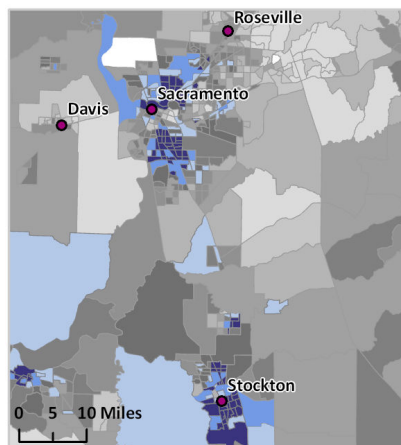 Roseville
Sacramento
Davis
Stockton
0 5 10 Miles